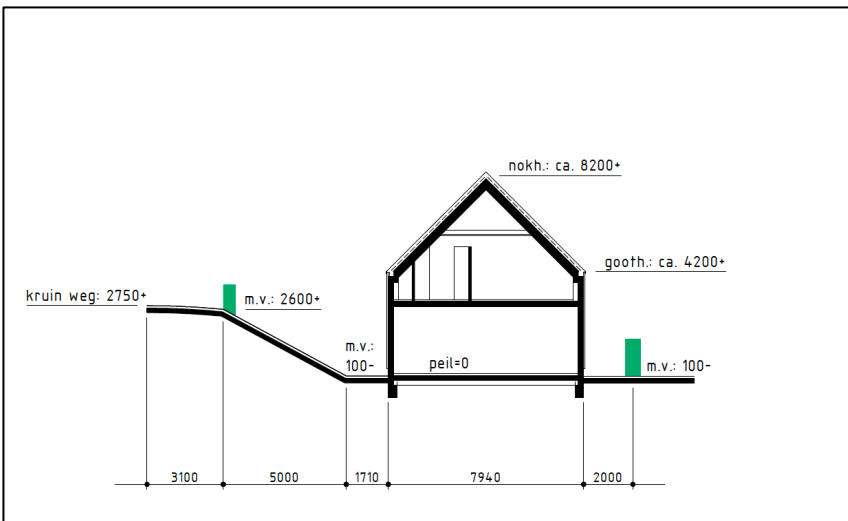 nokh.: ca. 8200+
gooth.: ca. 4200+
kruin weg: 2750+
m.v.: 2600+
m.v.:
100-
peil=0
m.v.: 100-
3100
5000
1710
7940
2000